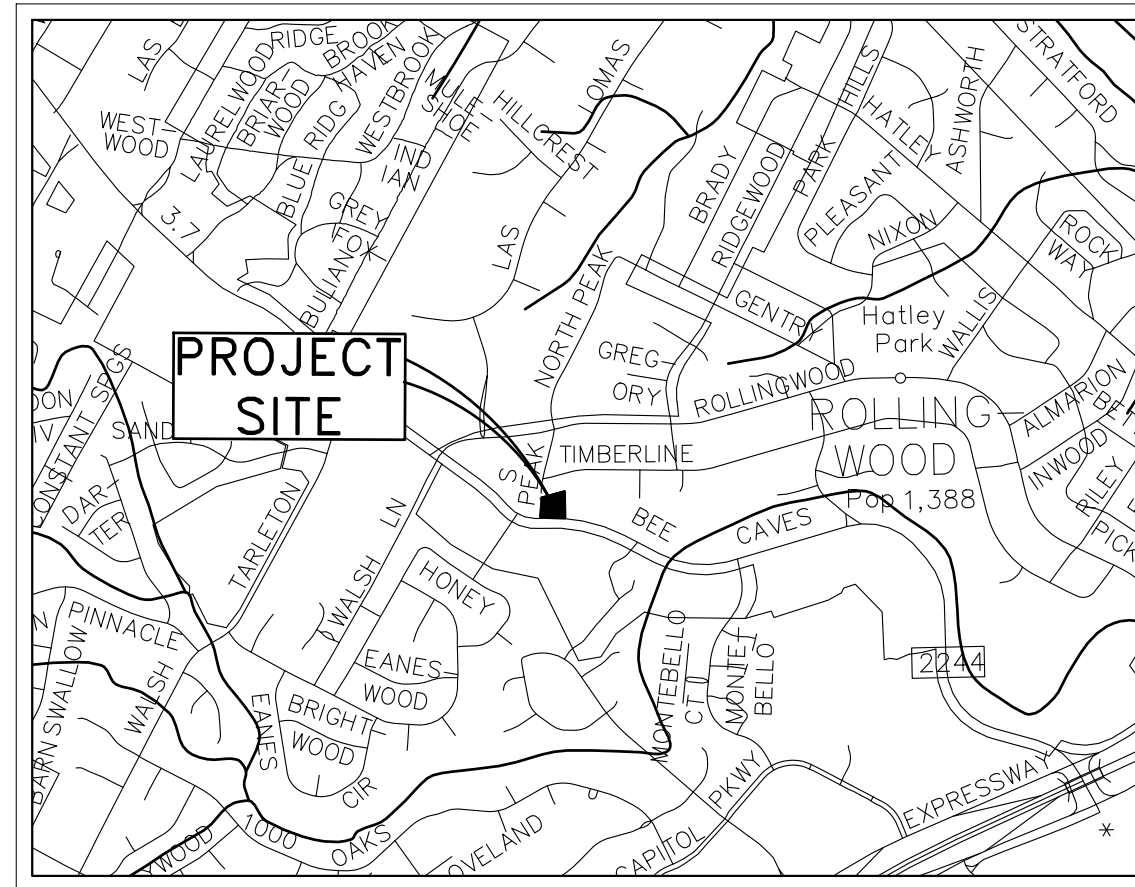 RIDGE
BROOK
HAVEN
LAS
LAURELWOOD
BRIAR-
WOOD
RIDG
BLUE
WESTBROOK
MULE
SHOE
HILLCREST
LOMAS
WEST-
WOOD
IND
IAN
GREY
FOX
3.7
LAS
BRADY
RIDGEWOOD
PARK
HILLS
HATLEY
ASHWORTH
STRATFORD
PLEASANT
NIXON
ROCK
WAY
NORTH PEAK
GENTRY
Hatley
Park
WALLIS
PROJECT
SITE
GREG-
ORY
ROLLINGWOOD
ROLLING-
WOOD
Pop 1,388
ALMARION
INWOOD
RILEY
PICK
CONSTANT SPGS
SAND
DAR-
TER
TARLETON
S
PEAK
TIMBERLINE
BEE
CAVES
WALSH LN
HONEY
PINNACLE
WALSH
BARN SWALLOW
EANES
EANES-
WOOD
BRIGHT-
WOOD
CIR
MONTEBELLO
CT
MONTE-
BELLO
2244
PKWY
CAPITOL
EXPRESSWAY
1000
OAKS
OVELAND
YWOOD